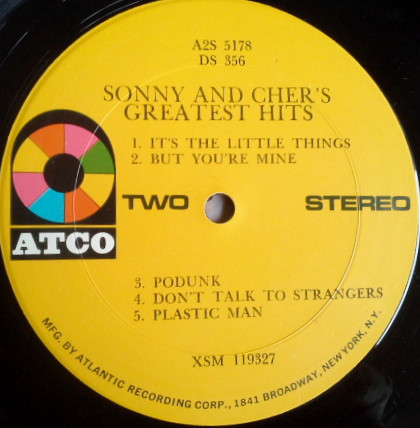 A2S 5178
DS 356
SONNY AND CHER'S
GREATEST HITS
1. IT'S THE LITTLE THINGS
2. BUT YOU'RE MINE
TWO
STEREO
ATCO
3. PODUNK
4. DON'T TALK TO STRANGERS
5. PLASTIC MAN
XSM 119327
MFG. BY ATLANTIC RECORDING CORP., 1841 BROADWAY, NEW YORK, N.Y.